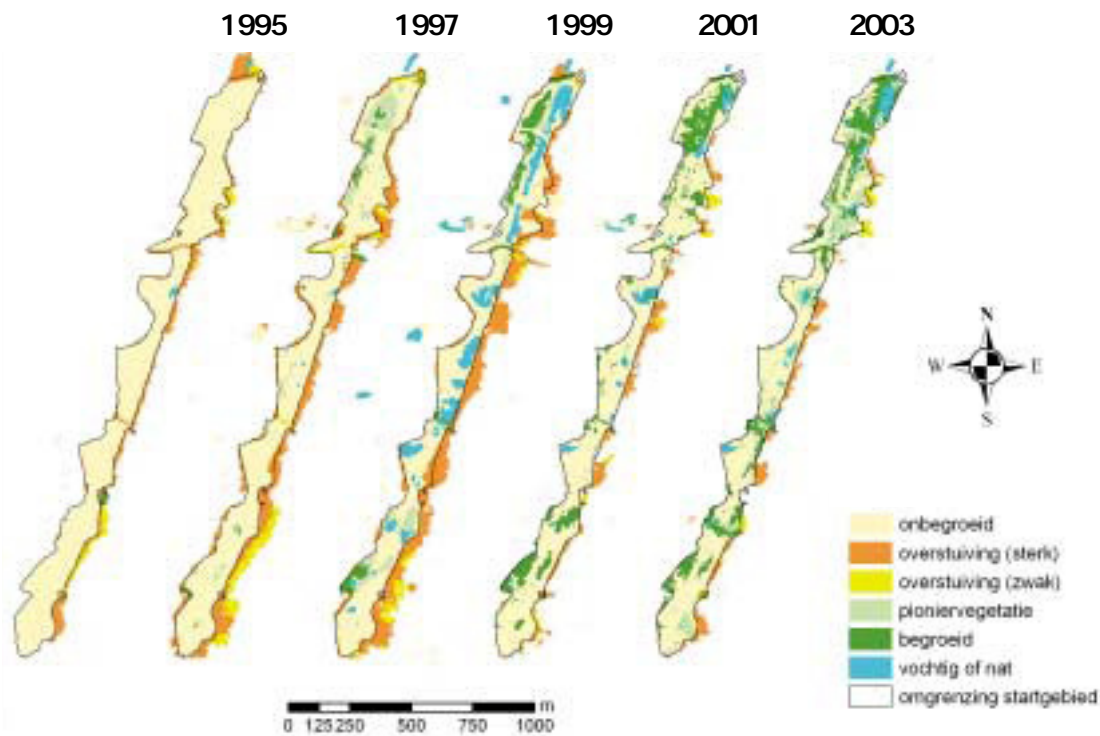 1995 1997 1999 2001 2003
N
W E
S
onbegroeid
overstuiving (sterk)
overstuiving (zwak)
pioniervegetatie
begroeid
vochtig of nat
omgrenzing startgebied
m
0 125 250 500 750 1000